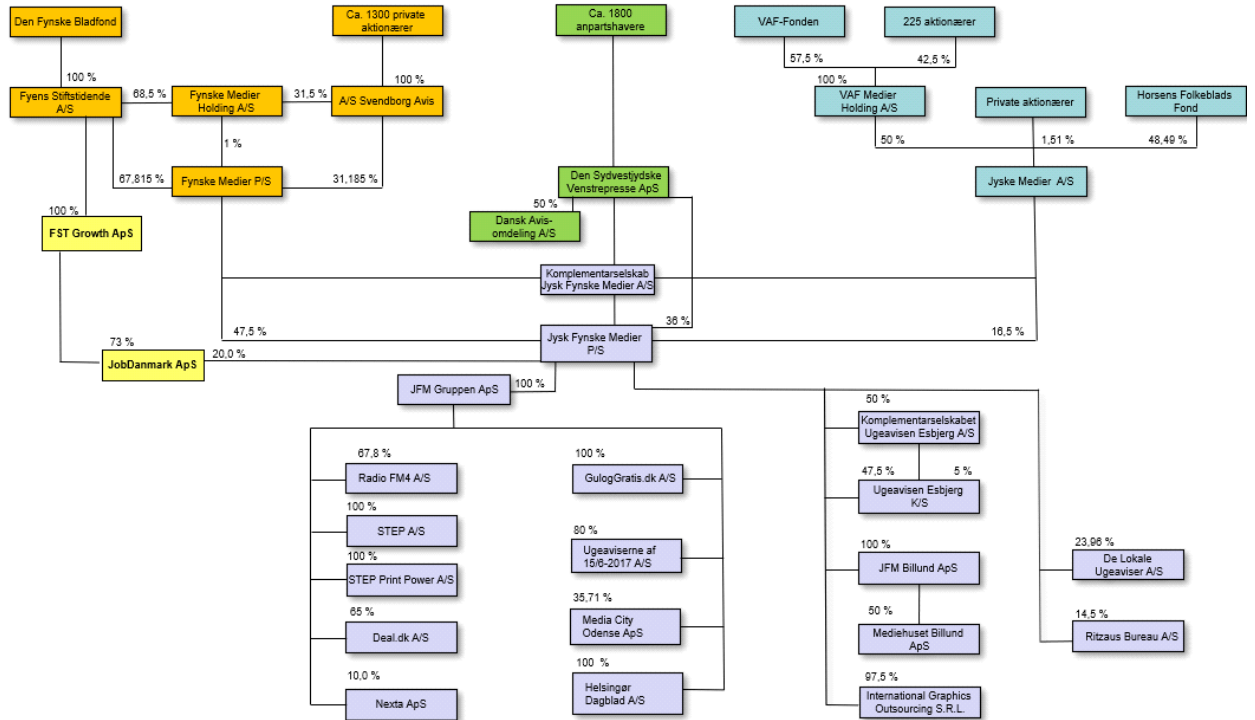 Den Fynske Bladfond
Ca. 1300 private
aktionærer
Ca. 1800
anpartshavere
VAF-Fonden
225 aktionærer
57,5 %
42,5 %
100 %
100 %
100 %
Fyens Stiftstidende
A/S
68,5 %
Fynske Medier
Holding A/S
31,5 %
A/S Svendborg Avis
VAF Medier
Holding A/S
Private aktionærer
Horsens Folkeblads
Fond
1 %
50 %
1,51 %
48,49 %
67,815 %
Fynske Medier P/S
31,185 %
Den Sydvestjydske
Venstrepresse ApS
Jyske Medier A/S
100 %
50 %
FST Growth ApS
Dansk Avis-
omdeling A/S
Komplementarselskab
Jysk Fynske Medier A/S
47,5 %
36 %
16,5 %
Jysk Fynske Medier
P/S
73 %
20,0 %
JobDanmark ApS
JFM Gruppen ApS
100 %
50 %
Komplementarselskabet
Ugeavisen Esbjerg A/S
67,8 %
100 %
47,5 %
5 %
Radio FM4 A/S
GulogGratis.dk A/S
Ugeavisen Esbjerg
K/S
100 %
STEP A/S
80 %
Ugeaviserne af
15/6-2017 A/S
100 %
STEP Print Power A/S
100 %
JFM Billund ApS
23,96 %
De Lokale
Ugeaviser A/S
65 %
Deal.dk A/S
35,71 %
Media City
Odense ApS
50 %
Mediehuset Billund
ApS
14,5 %
Ritzaus Bureau A/S
10,0 %
Nexta ApS
100 %
Helsingør
Dagblad A/S
97,5 %
International Graphics
Outsourcing S.R.L.